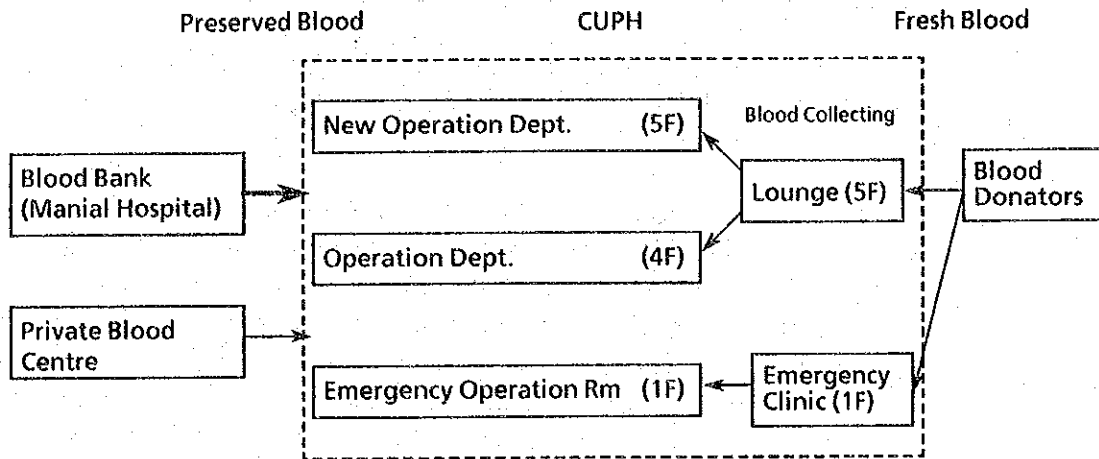 Preserved Blood
CUPH
Fresh Blood
New Operation Dept. (5F)
Blood Collecting
Blood Bank
(Manial Hospital)
Lounge (5F)
Blood
Donators
Operation Dept. (4F)
Private Blood
Centre
Emergency Operation Rm (1F)
Emergency
Clinic (1F)